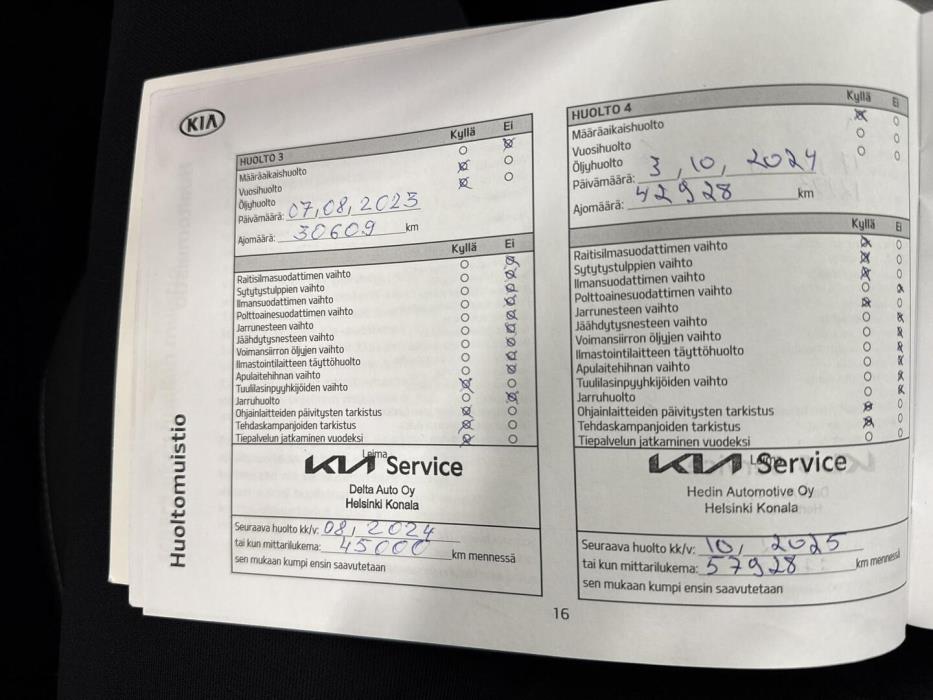 KIA
Huoltomuistio
HUOLTO 3 Kyllä Ei
Määräaikaishuolto
Vuosihuolto
Öljyhuolto
Päivämäärä: 07,08,2023
Ajomäärä: 30609 km
Kyllä Ei
Raitisilmasuodattimen vaihto
Sytytystulppien vaihto
Ilmansuodattimen vaihto
Polttoainesuodattimen vaihto
Jarrunesteen vaihto
Jäähdytysnesteen vaihto
Voimansiirron öljyjen vaihto
Ilmastointilaitteen täyttöhuolto
Apulaitehihnan vaihto
Tuulilasinpyyhkijöiden vaihto
Jarruhuolto
Ohjainlaitteiden päivitysten tarkistus
Tehdaskampanjoiden tarkistus
Tiepalvelun jatkaminen vuodeksi
Leima
KIA Service
Delta Auto Oy
Helsinki Konala
Seuraava huolto kk/v: 08, 2024
tai kun mittarilukema: 45000 km mennessä
sen mukaan kumpi ensin saavutetaan
HUOLTO 4 Kyllä Ei
Määräaikaishuolto
Vuosihuolto
Öljyhuolto
Päivämäärä: 3, 10, 2024
Ajomäärä: 42928 km
Kyllä Ei
Raitisilmasuodattimen vaihto
Sytytystulppien vaihto
Ilmansuodattimen vaihto
Polttoainesuodattimen vaihto
Jarrunesteen vaihto
Jäähdytysnesteen vaihto
Voimansiirron öljyjen vaihto
Ilmastointilaitteen täyttöhuolto
Apulaitehihnan vaihto
Tuulilasinpyyhkijöiden vaihto
Jarruhuolto
Ohjainlaitteiden päivitysten tarkistus
Tehdaskampanjoiden tarkistus
Tiepalvelun jatkaminen vuodeksi
Leima
KIA Service
Hedin Automotive Oy
Helsinki Konala
Seuraava huolto kk/v: 10, 2025
tai kun mittarilukema: 57928 km mennessä
sen mukaan kumpi ensin saavutetaan
16